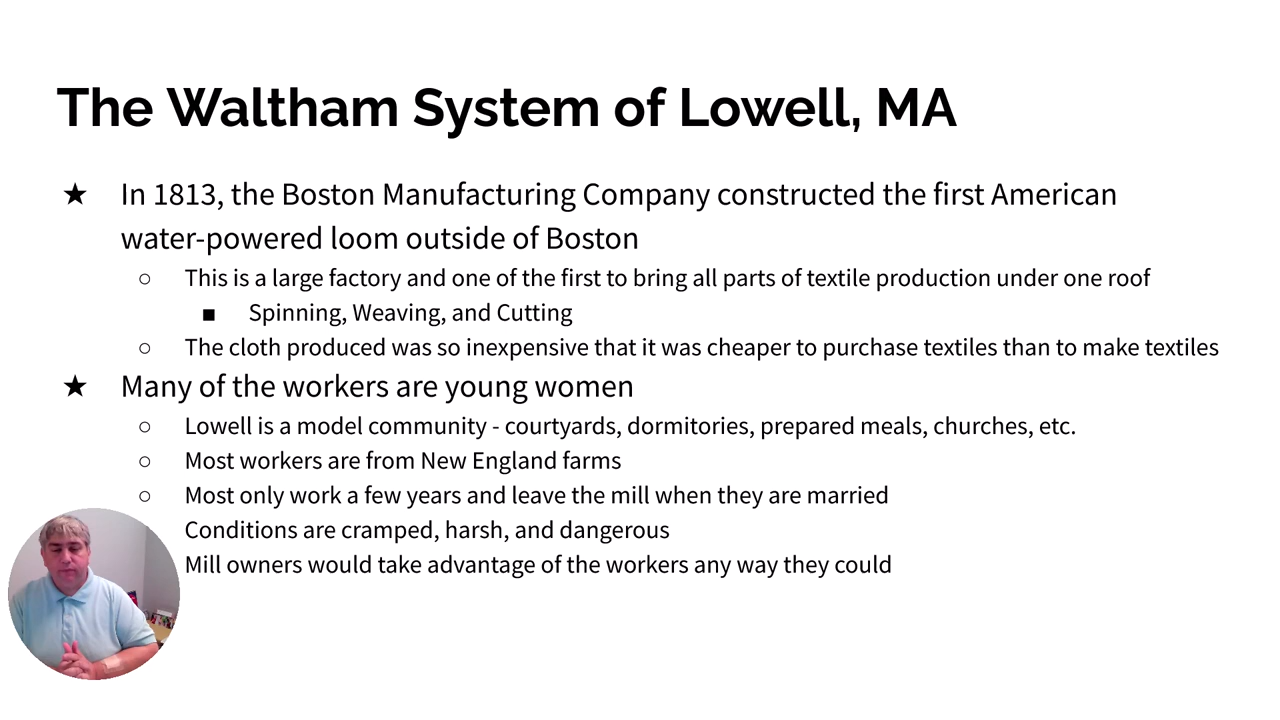 The Waltham System of Lowell, MA
★ In 1813, the Boston Manufacturing Company constructed the first American
water-powered loom outside of Boston
○ This is a large factory and one of the first to bring all parts of textile production under one roof
■ Spinning, Weaving, and Cutting
○ The cloth produced was so inexpensive that it was cheaper to purchase textiles than to make textiles
★ Many of the workers are young women
○ Lowell is a model community - courtyards, dormitories, prepared meals, churches, etc.
○ Most workers are from New England farms
○ Most only work a few years and leave the mill when they are married
Conditions are cramped, harsh, and dangerous
Mill owners would take advantage of the workers any way they could